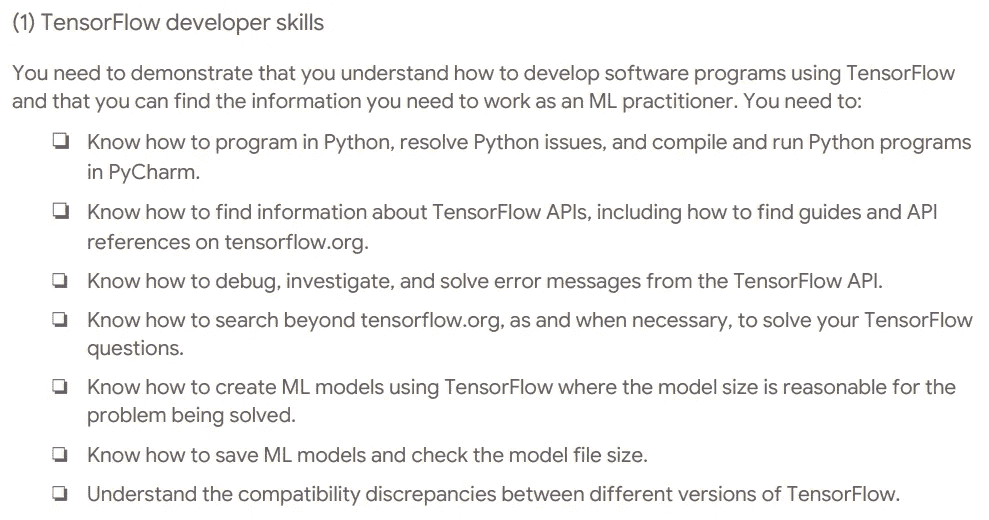 (1) TensorFlow developer skills
You need to demonstrate that you understand how to develop software programs using TensorFlow
and that you can find the information you need to work as an ML practitioner. You need to:
❏ Know how to program in Python, resolve Python issues, and compile and run Python programs
in PyCharm.
❏ Know how to find information about TensorFlow APIs, including how to find guides and API
references on tensorflow.org.
❏ Know how to debug, investigate, and solve error messages from the TensorFlow API.
❏ Know how to search beyond tensorflow.org, as and when necessary, to solve your TensorFlow
questions.
❏ Know how to create ML models using TensorFlow where the model size is reasonable for the
problem being solved.
❏ Know how to save ML models and check the model file size.
❏ Understand the compatibility discrepancies between different versions of TensorFlow.